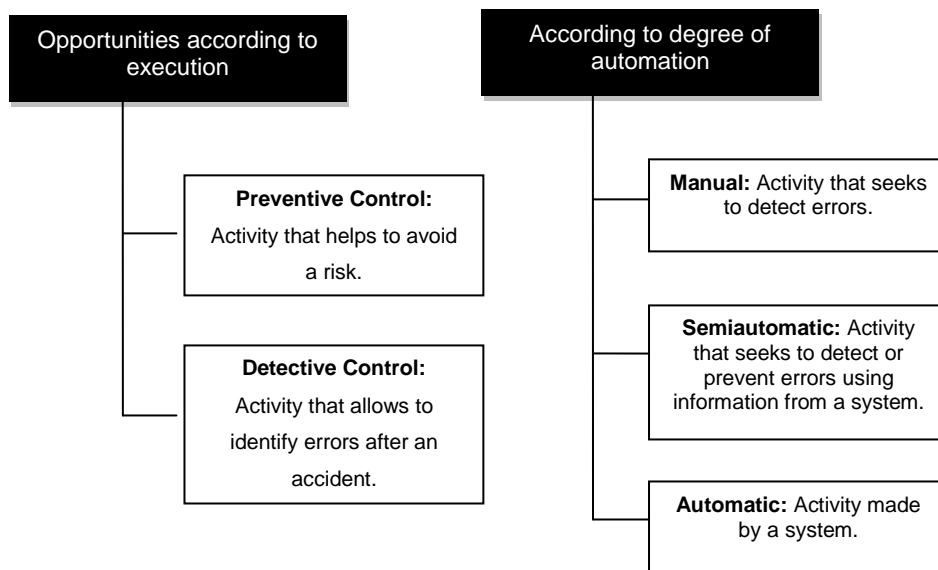 Opportunities according to
execution
Preventive Control:
Activity that helps to avoid
a risk.
Detective Control:
Activity that allows to
identify errors after an
accident.
According to degree of
automation
Manual: Activity that seeks
to detect errors.
Semiautomatic: Activity
that seeks to detect or
prevent errors using
information from a system.
Automatic: Activity made
by a system.